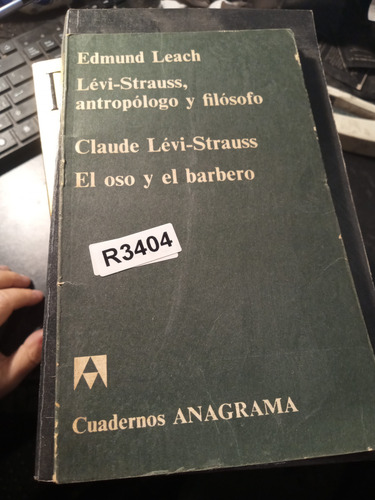 Edmund Leach
Lévi-Strauss,
antropólogo y filósofo
Claude Lévi-Strauss
El oso y el barbero
R3404
Cuadernos ANAGRAMA